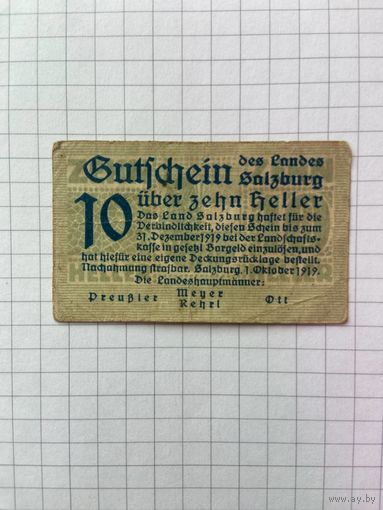 Gutschein des Landes Salzburg
10 über zehn Heller
Das Land Salzburg haftet für die
Verbindlichkeit, diesen Schein bis zum
31. Dezember 1919 bei der Landschafts-
kasse in gesetzl Bargeld einzulösen, und
hat hiefür eine eigene Deckungsrücklage bestellt.
Nachahmung strafbar. Salzburg, 1. Oktober 1919.
Die Landeshauptmänner:
Preußler Meyer Ott
Rehrl
www.ay.by